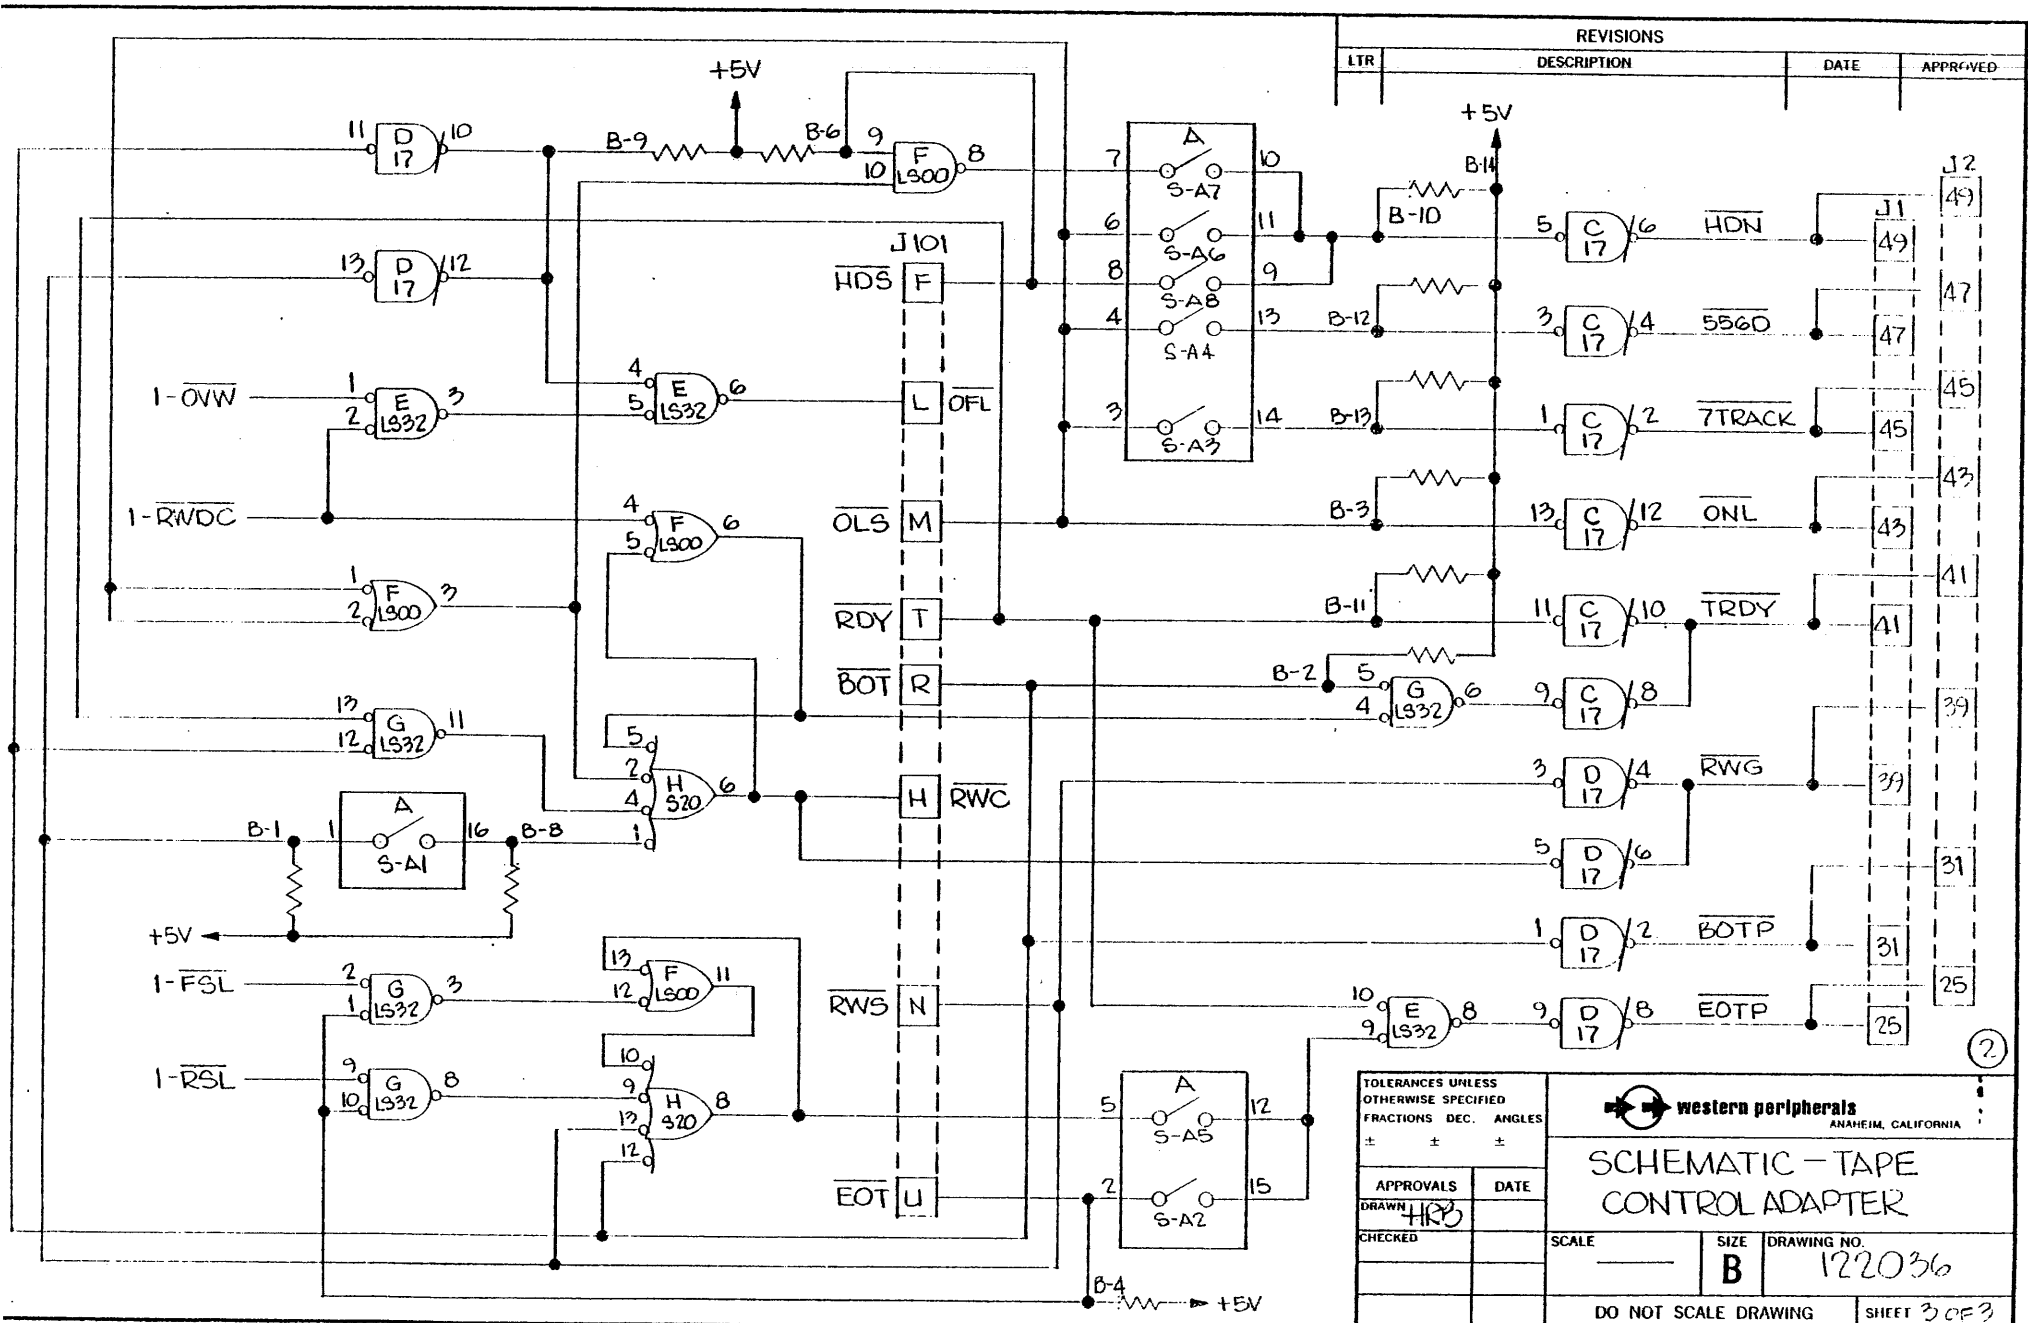 REVISIONS
LTR DESCRIPTION DATE APPROVED
+5V
+5V
11 D 17 10
B-9
B-6
9 10 F LS00 8
7 A S-A7 10
B-14
J2
49
B-10
6 S-A6 11
5 C 17 6 HDN
J1
49
J101
13 D 17 12
HDS F
8 S-A8 9
47
4 S-A4 13
B-12
3 C 17 4 556D
47
1-OVW
1 2 E LS32 3
4 5 E LS32 6
L OFL
45
3 S-A3 14
B-13
1 C 17 2 7TRACK
45
43
1-RWDC
4 5 F LS00 6
OLS M
B-3
13 C 17 12 ONL
43
41
1 2 F LS00 3
RDY T
B-11
11 C 17 10 TRDY
41
BOT R
B-2
5 4 G LS32 6
9 C 17 8
39
13 12 G LS32 11
5 2 4 1 H S20 6
H RWC
3 D 17 4 RWG
39
B-1 1 A S-A1 16 B-8
5 D 17 6
31
+5V
1 D 17 2 BOTP
31
1-FSL
2 1 G LS32 3
13 12 F LS00 11
25
RWS N
10 9 E LS32 8
9 D 17 8 EOTP
25
2
1-RSL
9 10 G LS32 8
10 9 13 12 H S20 8
5 A S-A5 12
EOT U
2 S-A2 15
B-4 +5V
TOLERANCES UNLESS
OTHERWISE SPECIFIED
FRACTIONS DEC. ANGLES
± ± ±
western peripherals
ANAHEIM, CALIFORNIA
SCHEMATIC – TAPE
CONTROL ADAPTER
APPROVALS DATE
DRAWN HRB
CHECKED
SCALE
SIZE B
DRAWING NO. 122036
DO NOT SCALE DRAWING
SHEET 3 OF 3